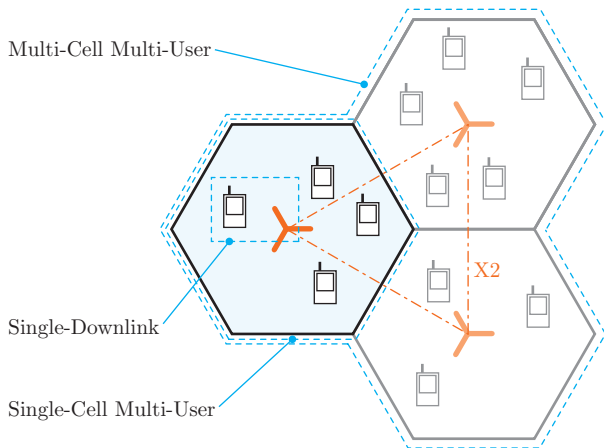 Multi-Cell Multi-User
X2
Single-Downlink
Single-Cell Multi-User